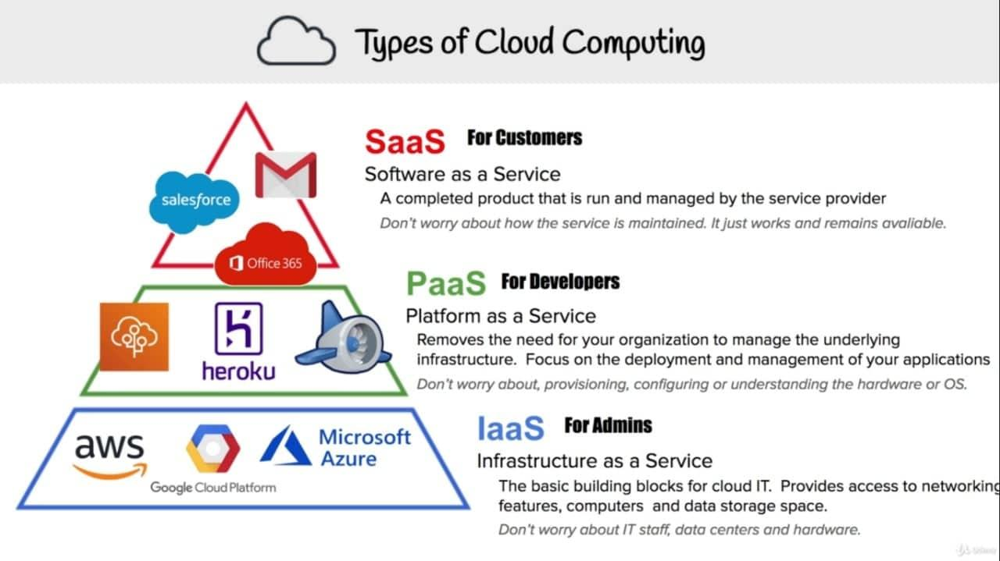 Types of Cloud Computing
SaaS For Customers
Software as a Service
A completed product that is run and managed by the service provider
Don't worry about how the service is maintained. It just works and remains avaliable.
salesforce
Office 365
PaaS For Developers
Platform as a Service
Removes the need for your organization to manage the underlying
infrastructure. Focus on the deployment and management of your applications
Don't worry about, provisioning, configuring or understanding the hardware or OS.
heroku
IaaS For Admins
Infrastructure as a Service
The basic building blocks for cloud IT. Provides access to networking
features, computers and data storage space.
Don't worry about IT staff, data centers and hardware.
aws
Google Cloud Platform
Microsoft
Azure
Udemy